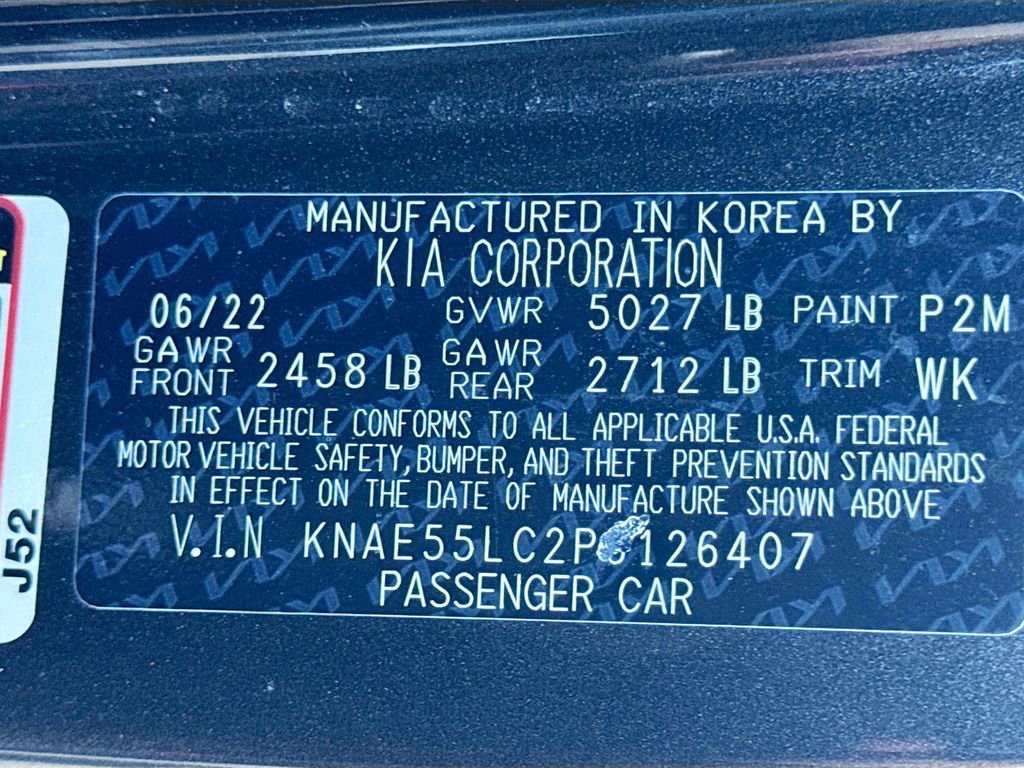 MANUFACTURED IN KOREA BY
KIA CORPORATION
06/22 GVWR 5027 LB PAINT P2M
GAWR FRONT 2458 LB GAWR REAR 2712 LB TRIM WK
THIS VEHICLE CONFORMS TO ALL APPLICABLE U.S.A. FEDERAL
MOTOR VEHICLE SAFETY, BUMPER, AND THEFT PREVENTION STANDARDS
IN EFFECT ON THE DATE OF MANUFACTURE SHOWN ABOVE
V.I.N
PASSENGER CAR
J52